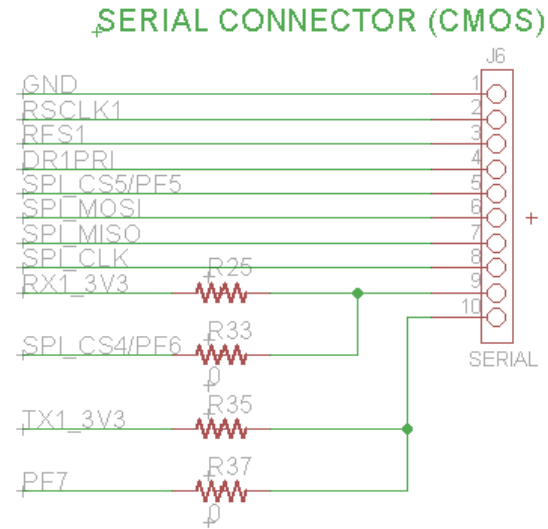 SERIAL CONNECTOR (CMOS)
J6
GND 1
RSCLK1 2
RFS1 3
DR1PRI 4
SPI_CS5/PF5 5
SPI_MOSI 6
SPI_MISO 7
SPI_CLK 8
RX1_3V3 R25 9
10
SPI_CS4/PF6 R33
0
SERIAL
TX1_3V3 R35
PF7 R37
0